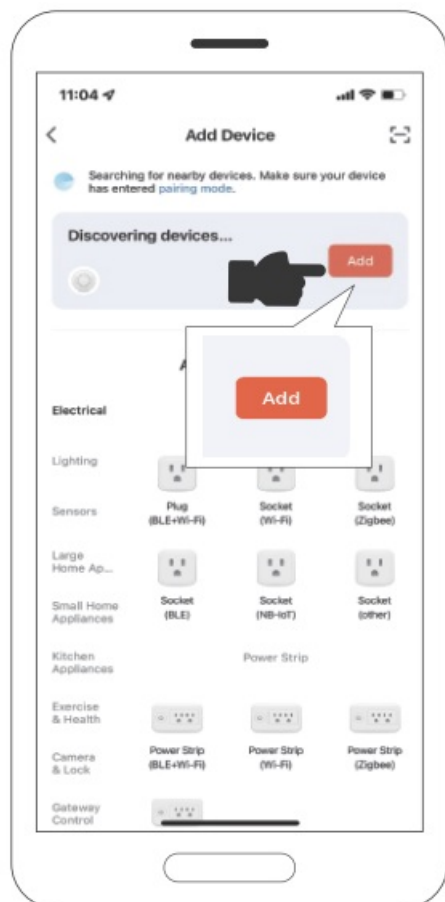 11:04
Add Device
Searching for nearby devices. Make sure your device
has entered pairing mode.
Discovering devices...
Add
Add
Electrical
Lighting
Sensors
Large
Home Ap...
Small Home
Appliances
Kitchen
Appliances
Exercise
& Health
Camera
& Lock
Gateway
Control
Plug
(BLE+Wi-Fi)
Socket
(Wi-Fi)
Socket
(Zigbee)
Socket
(BLE)
Socket
(NB-IoT)
Socket
(other)
Power Strip
Power Strip
(BLE+Wi-Fi)
Power Strip
(Wi-Fi)
Power Strip
(Zigbee)